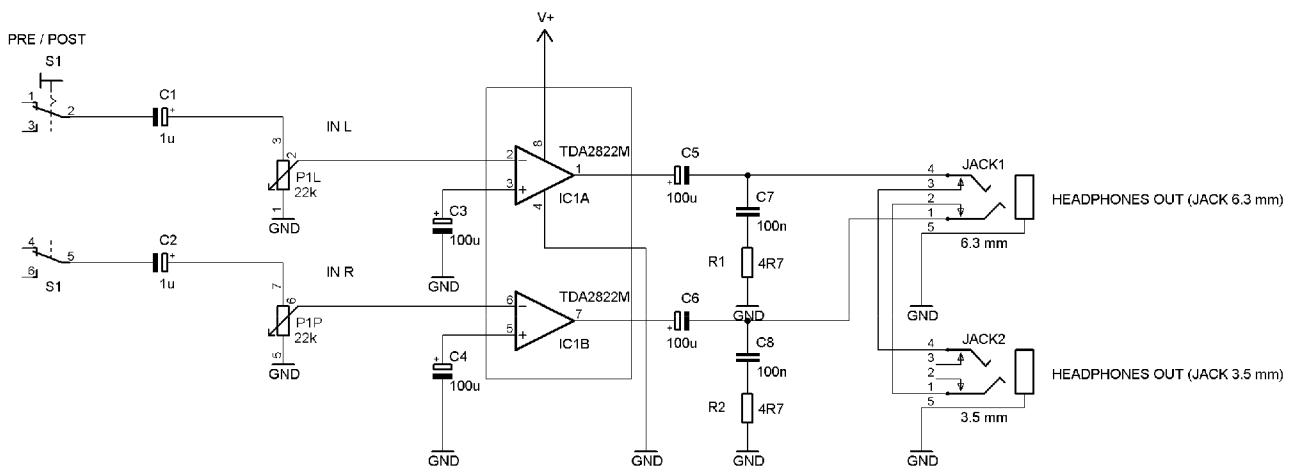 V+
PRE / POST
S1
1
2
3
C1
+
1u
3
2
IN L
P1L
22k
1
GND
2
−
3
+
8
4
TDA2822M
1
IC1A
C3
+
100u
GND
C5
+
100u
C7
100n
R1
4R7
GND
4
3
2
1
5
JACK1
6.3 mm
HEADPHONES OUT (JACK 6.3 mm)
GND
4
5
6
S1
C2
+
1u
7
6
IN R
P1P
22k
5
GND
6
−
5
+
TDA2822M
7
IC1B
C4
+
100u
GND
GND
C6
+
100u
C8
100n
R2
4R7
GND
4
3
2
1
5
JACK2
3.5 mm
HEADPHONES OUT (JACK 3.5 mm)
GND